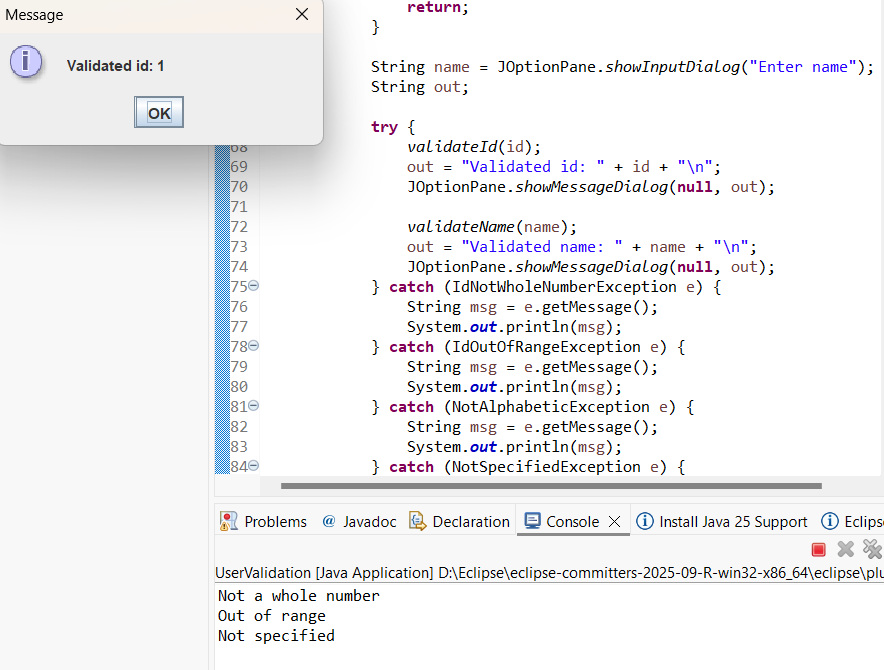 Message
Validated id: 1
OK
return;
}
String name = JOptionPane.showInputDialog("Enter name");
String out;
try {
68 validateId(id);
69 out = "Validated id: " + id + "\n";
70 JOptionPane.showMessageDialog(null, out);
71
72 validateName(name);
73 out = "Validated name: " + name + "\n";
74 JOptionPane.showMessageDialog(null, out);
75 } catch (IdNotWholeNumberException e) {
76 String msg = e.getMessage();
77 System.out.println(msg);
78 } catch (IdOutOfRangeException e) {
79 String msg = e.getMessage();
80 System.out.println(msg);
81 } catch (NotAlphabeticException e) {
82 String msg = e.getMessage();
83 System.out.println(msg);
84 } catch (NotSpecifiedException e) {
Problems @ Javadoc Declaration Console Install Java 25 Support Eclips
UserValidation [Java Application] D:\Eclipse\eclipse-committers-2025-09-R-win32-x86_64\eclipse\plu
Not a whole number
Out of range
Not specified